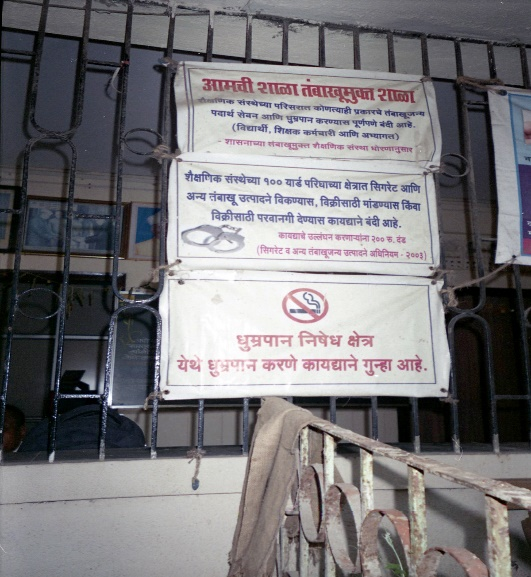 आमची शाळा तंबाखूमुक्त शाळा
शैक्षणिक संस्थेच्या परिसरात कोणत्याही प्रकारचे तंबाखूजन्य
पदार्थ सेवन आणि धुम्रपान करण्यास पूर्णपणे बंदी आहे.
(विद्यार्थी, शिक्षक कर्मचारी आणि अभ्यागत)
शासनाच्या तंबाखूमुक्त शैक्षणिक संस्था धोरणानुसार
शैक्षणिक संस्थेच्या १०० यार्ड परिघाच्या क्षेत्रात सिगरेट आणि
अन्य तंबाखू उत्पादने विकण्यास, विक्रीसाठी मांडण्यास किंवा
विक्रीसाठी परवानगी देण्यास कायद्याने बंदी आहे.
कायद्याचे उल्लंघन करणाऱ्यांना २०० रु. दंड
(सिगरेट व अन्य तंबाखूजन्य उत्पादने अधिनियम - २००३)
धुम्रपान निषेध क्षेत्र
येथे धुम्रपान करणे कायद्याने गुन्हा आहे.